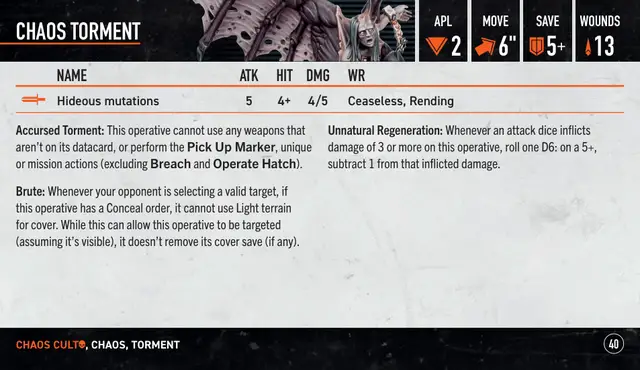 CHAOS TORMENT
APL MOVE SAVE WOUNDS
2 6" 5+ 13
NAME ATK HIT DMG WR
Hideous mutations 5 4+ 4/5 Ceaseless, Rending
Accursed Torment: This operative cannot use any weapons that
aren't on its datacard, or perform the Pick Up Marker, unique
or mission actions (excluding Breach and Operate Hatch).
Brute: Whenever your opponent is selecting a valid target, if
this operative has a Conceal order, it cannot use Light terrain
for cover. While this can allow this operative to be targeted
(assuming it's visible), it doesn't remove its cover save (if any).
Unnatural Regeneration: Whenever an attack dice inflicts
damage of 3 or more on this operative, roll one D6: on a 5+,
subtract 1 from that inflicted damage.
CHAOS CULT, CHAOS, TORMENT
40